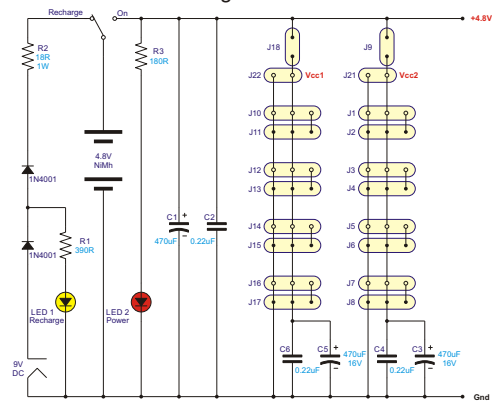 Recharge
On
+4.8V
R2
18R
1W
R3
180R
J18
J9
J22
Vcc1
J21
Vcc2
J10
J11
J1
J2
4.8V
NiMh
J12
J13
J3
J4
1N4001
C1
+
470uF
C2
0.22uF
J14
J15
J5
J6
R1
390R
1N4001
J16
J17
J7
J8
LED 1
Recharge
LED 2
Power
9V
DC
C6
0.22uF
C5
+
470uF
16V
C4
0.22uF
C3
+
470uF
16V
Gnd